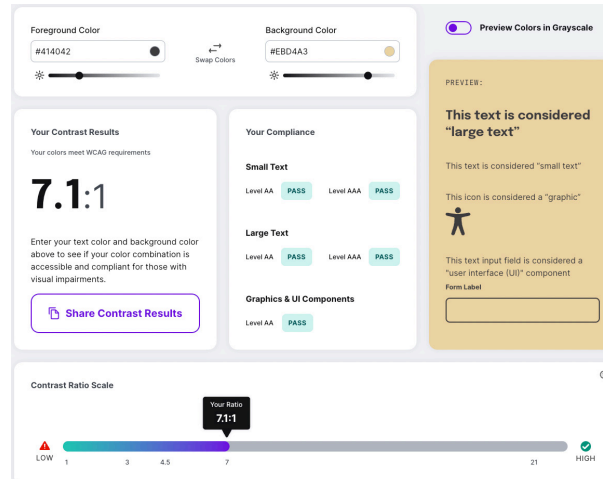 Foreground Color
#414042
Swap Colors
Background Color
#EBD4A3
Preview Colors in Grayscale
Your Contrast Results
Your colors meet WCAG requirements
7.1:1
Enter your text color and background color
above to see if your color combination is
accessible and compliant for those with
visual impairments.
Share Contrast Results
Your Compliance
Small Text
Level AA PASS Level AAA PASS
Large Text
Level AA PASS Level AAA PASS
Graphics & UI Components
Level AA PASS
PREVIEW:
This text is considered
“large text”
This text is considered “small text”
This icon is considered a “graphic”
This text input field is considered a
“user interface (UI)” component
Form Label
Contrast Ratio Scale
Your Ratio
7.1:1
LOW 1 3 4.5 7 21 HIGH